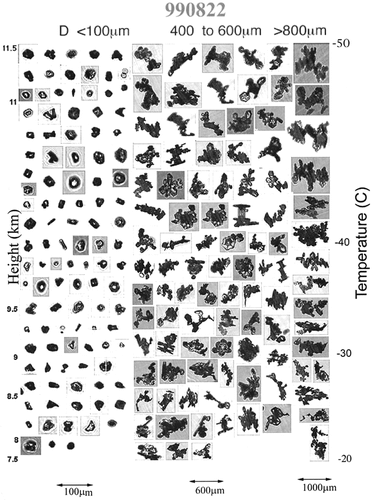 990822
D <100μm 400 to 600μm >800μm
11.5
11
9.5
9
8.5
8
7.5
Height (km)
-50
-40
-30
-20
Temperature (C)
100μm
600μm
1000μm